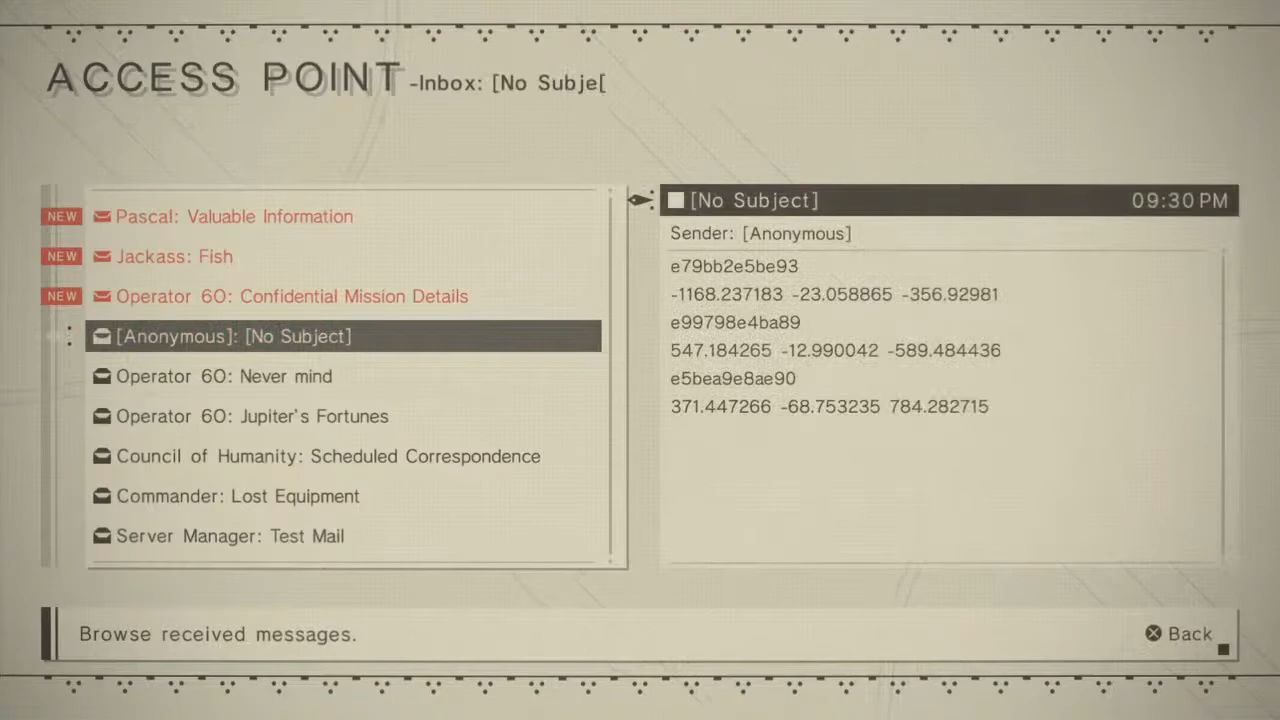 ACCESS POINT -Inbox: [No Subje[
NEW Pascal: Valuable Information
NEW Jackass: Fish
NEW Operator 6O: Confidential Mission Details
[Anonymous]: [No Subject]
Operator 6O: Never mind
Operator 6O: Jupiter's Fortunes
Council of Humanity: Scheduled Correspondence
Commander: Lost Equipment
Server Manager: Test Mail
[No Subject] 09:30 PM
Sender: [Anonymous]
e79bb2e5be93
-1168.237183 -23.058865 -356.92981
e99798e4ba89
547.184265 -12.990042 -589.484436
e5bea9e8ae90
371.447266 -68.753235 784.282715
Browse received messages.
Back